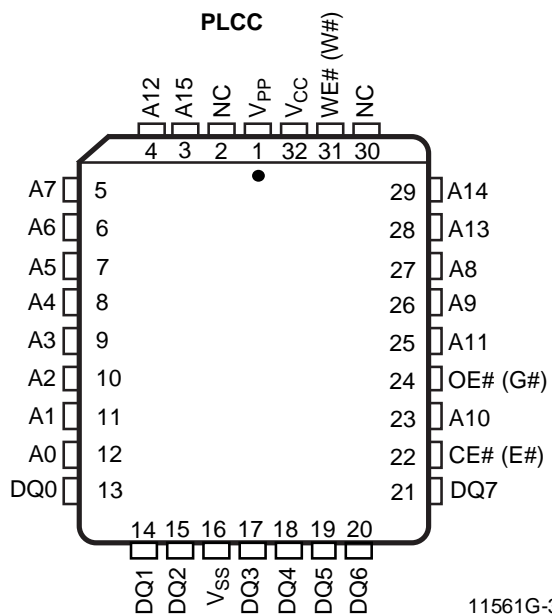 PLCC
A12 A15 NC VPP VCC WE# (W#) NC
4 3 2 1 32 31 30
A7 5 29 A14
A6 6 28 A13
A5 7 27 A8
A4 8 26 A9
A3 9 25 A11
A2 10 24 OE# (G#)
A1 11 23 A10
A0 12 22 CE# (E#)
DQ0 13 21 DQ7
14 15 16 17 18 19 20
DQ1 DQ2 VSS DQ3 DQ4 DQ5 DQ6